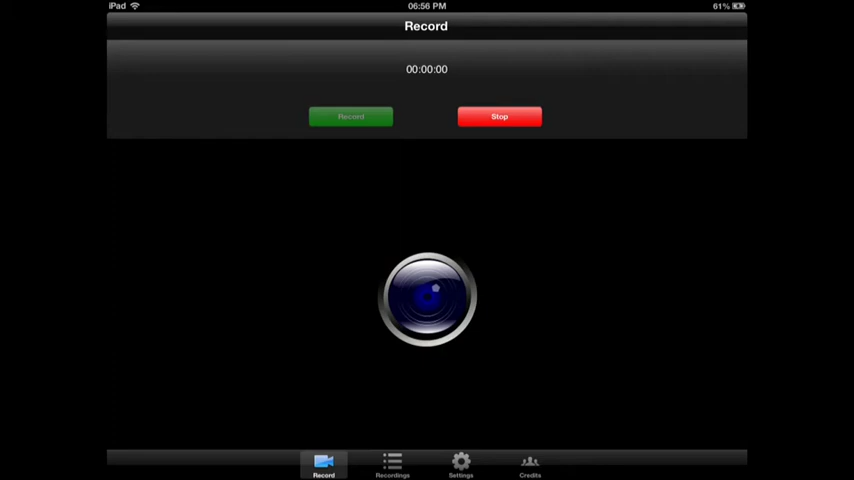 iPad 06:56 PM 61%
Record
00:00:00
Record Stop
Record Recordings Settings Credits